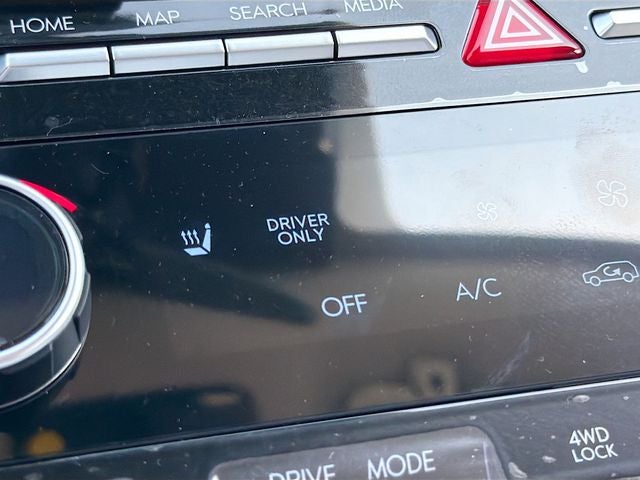 HOME MAP SEARCH MEDIA
DRIVER
ONLY
OFF A/C
4WD
LOCK
DRIVE MODE